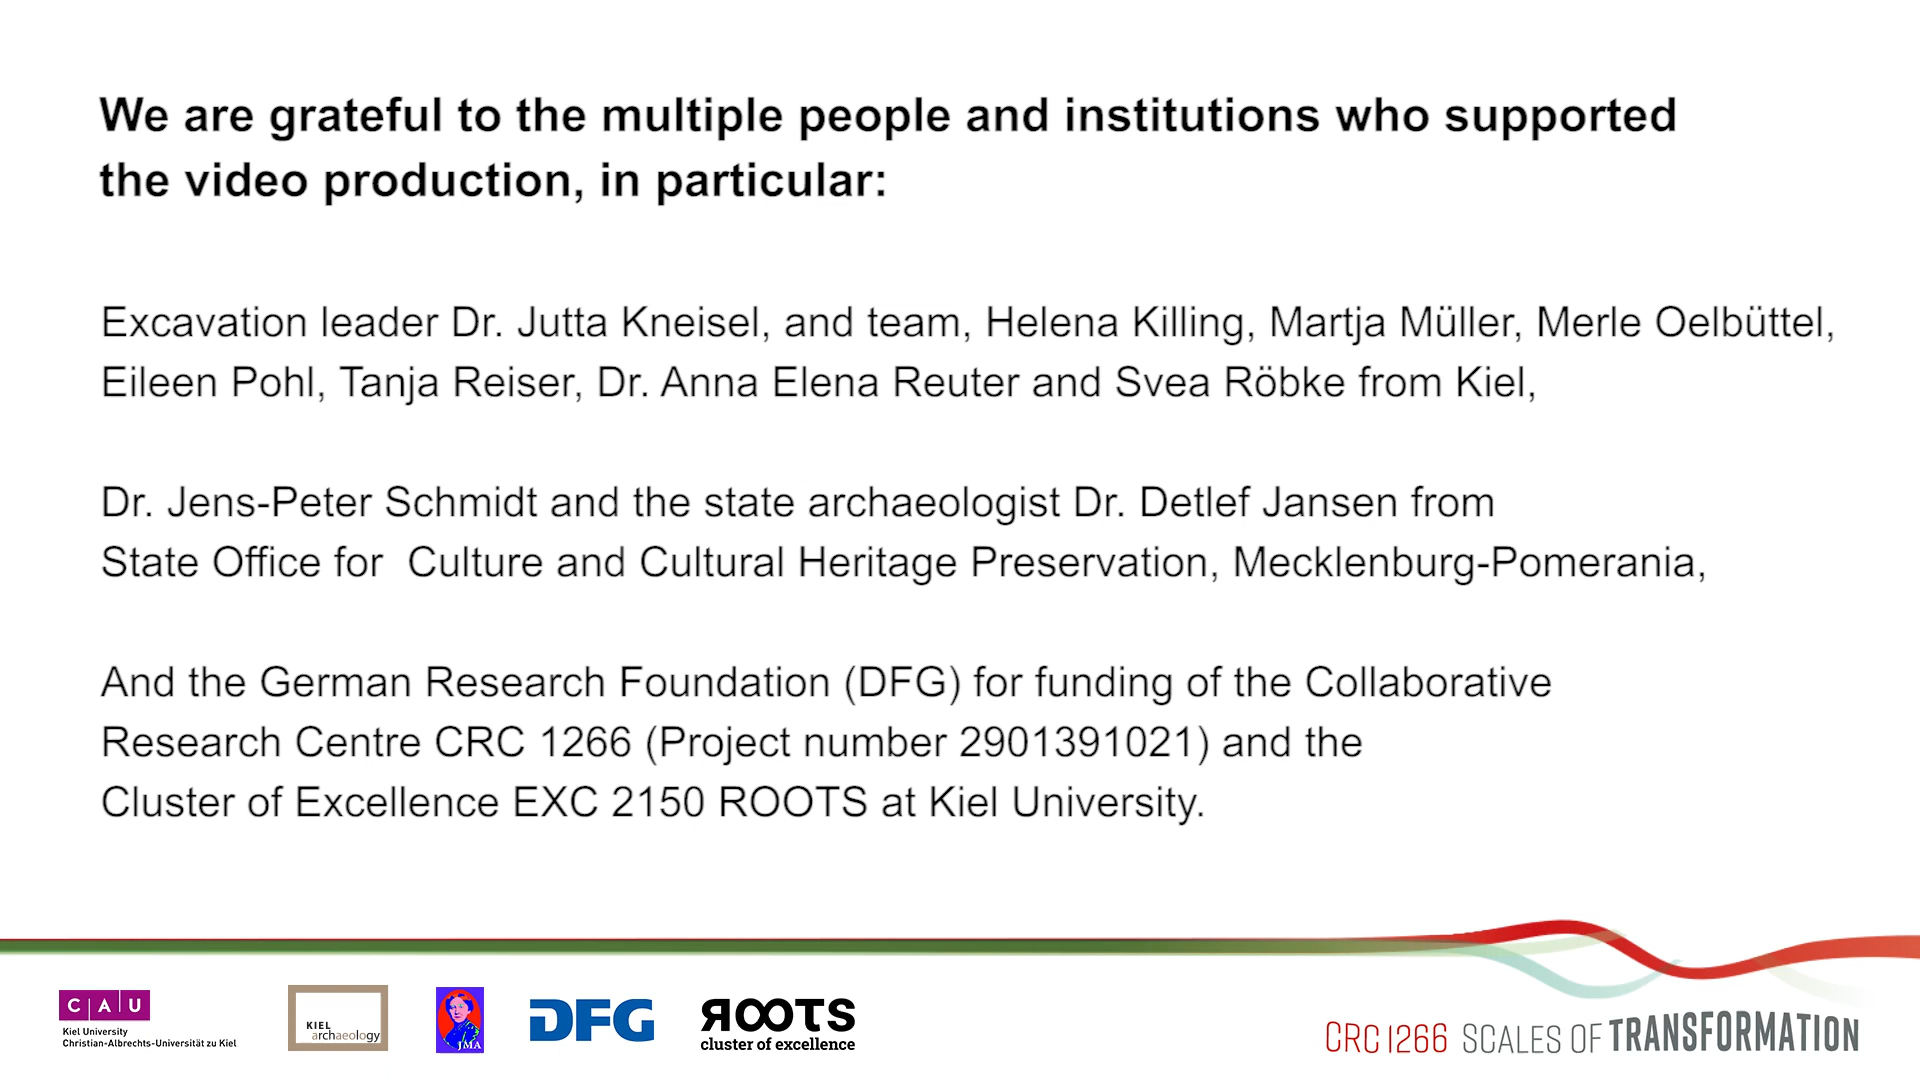 We are grateful to the multiple people and institutions who supported
the video production, in particular:
Excavation leader Dr. Jutta Kneisel, and team, Helena Killing, Martja Müller, Merle Oelbüttel,
Eileen Pohl, Tanja Reiser, Dr. Anna Elena Reuter and Svea Röbke from Kiel,
Dr. Jens-Peter Schmidt and the state archaeologist Dr. Detlef Jansen from
State Office for  Culture and Cultural Heritage Preservation, Mecklenburg-Pomerania,
And the German Research Foundation (DFG) for funding of the Collaborative
Research Centre CRC 1266 (Project number 2901391021) and the
Cluster of Excellence EXC 2150 ROOTS at Kiel University.
C|A|U
Kiel University
Christian-Albrechts-Universität zu Kiel
KIEL
archaeology
JMA
DFG
ROOTS
cluster of excellence
CRC 1266 SCALES OF TRANSFORMATION